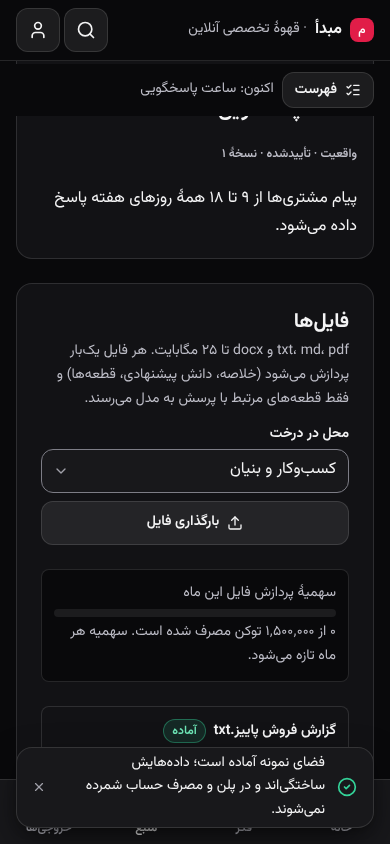 م مبدأ · قهوهٔ تخصصی آنلاین
فهرست اکنون: ساعت پاسخگویی
واقعیت · تأییدشده · نسخهٔ ۱
پیام مشتری‌ها از ۹ تا ۱۸ همهٔ روزهای هفته پاسخ
داده می‌شود.
فایل‌ها
txt، md، pdf و docx تا ۲۵ مگابایت. هر فایل یک‌بار
پردازش می‌شود (خلاصه، دانش پیشنهادی، قطعه‌ها) و
فقط قطعه‌های مرتبط با پرسش به مدل می‌رسند.
محل در درخت
کسب‌وکار و بنیان
بارگذاری فایل
سهمیهٔ پردازش فایل این ماه
۰ از ۱٬۵۰۰٬۰۰۰ توکن مصرف شده است. سهمیه هر
ماه تازه می‌شود.
گزارش فروش پاییز.txt آماده
فضای نمونه آماده است؛ داده‌هایش
ساختگی‌اند و در پلن و مصرف حساب شمرده
نمی‌شوند.